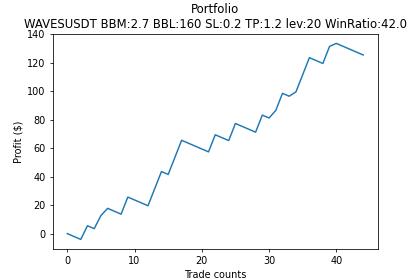 Portfolio
WAVESUSDT BBM:2.7 BBL:160 SL:0.2 TP:1.2 lev:20 WinRatio:42.0
140
120
100
80
60
40
20
0
Profit ($)
0 10 20 30 40
Trade counts